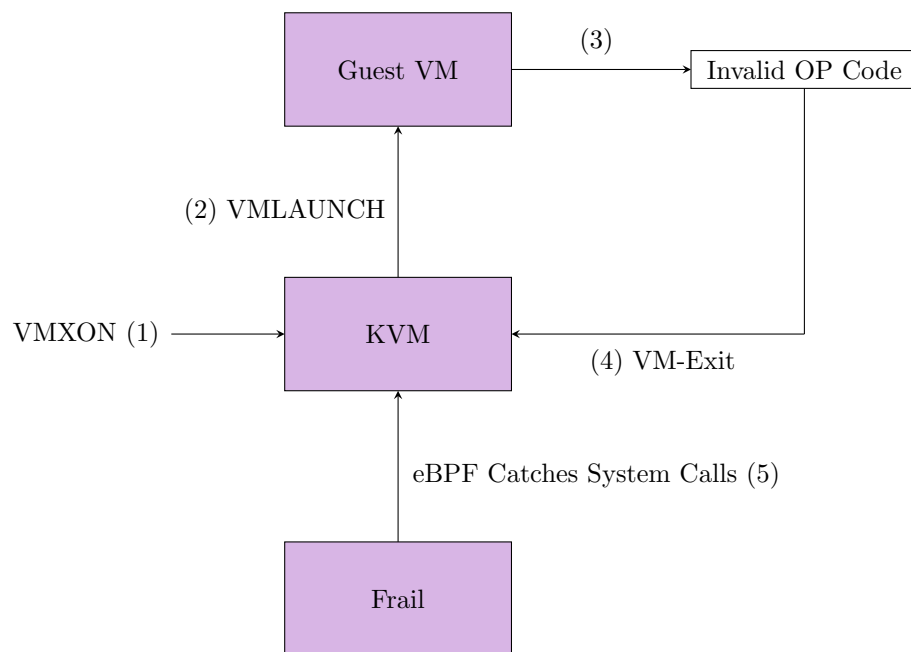 (3)
Guest VM
Invalid OP Code
(2) VMLAUNCH
VMXON (1)
KVM
(4) VM-Exit
eBPF Catches System Calls (5)
Frail